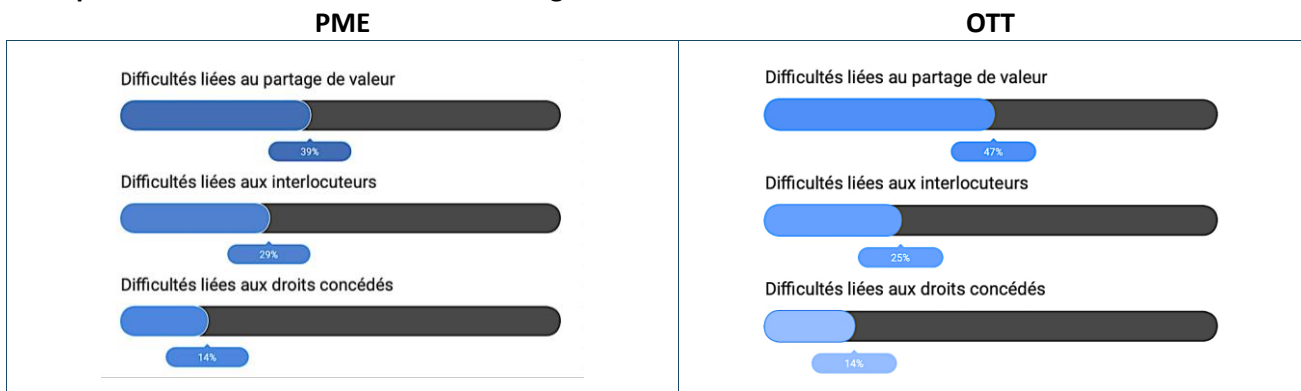 PME
OTT
Difficultés liées au partage de valeur
39%
Difficultés liées aux interlocuteurs
29%
Difficultés liées aux droits concédés
14%
Difficultés liées au partage de valeur
47%
Difficultés liées aux interlocuteurs
25%
Difficultés liées aux droits concédés
14%